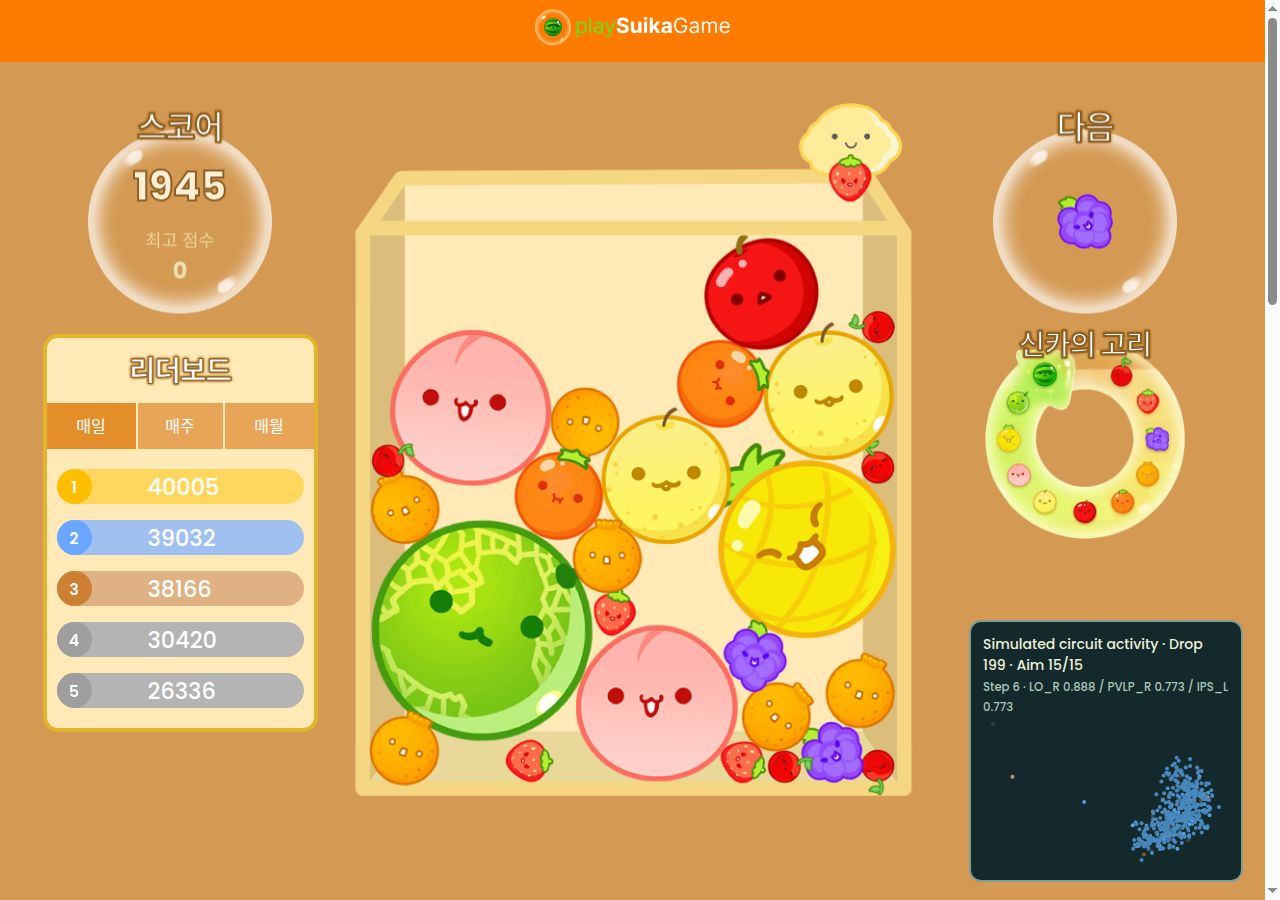 playSuikaGame
스코어
1945
최고 점수
0
리더보드
매일 매주 매월
1 40005
2 39032
3 38166
4 30420
5 26336
다음
신카의 고리
Simulated circuit activity · Drop
199 · Aim 15/15
Step 6 · LO_R 0.888 / PVLP_R 0.773 / IPS_L
0.773